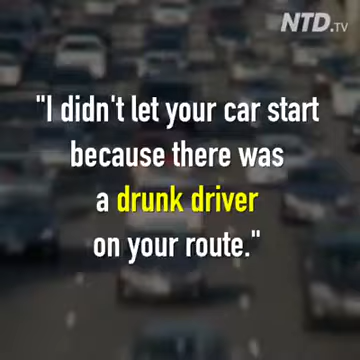 NTD.TV
"I didn't let your car start
because there was
a drunk driver
on your route."